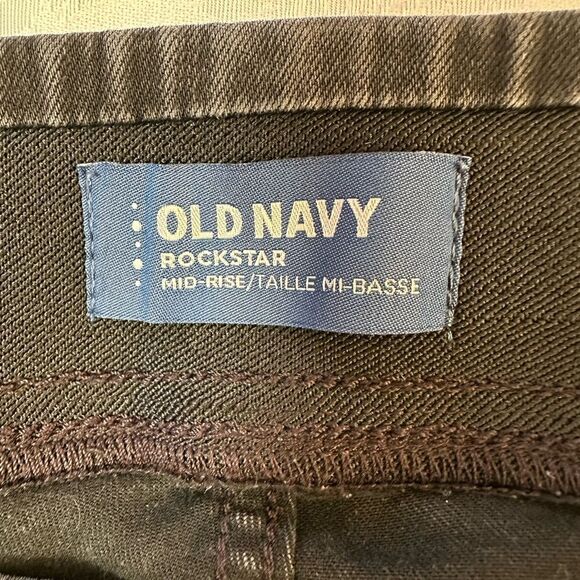 OLD NAVY
ROCKSTAR
MID-RISE/TAILLE MI-BASSE